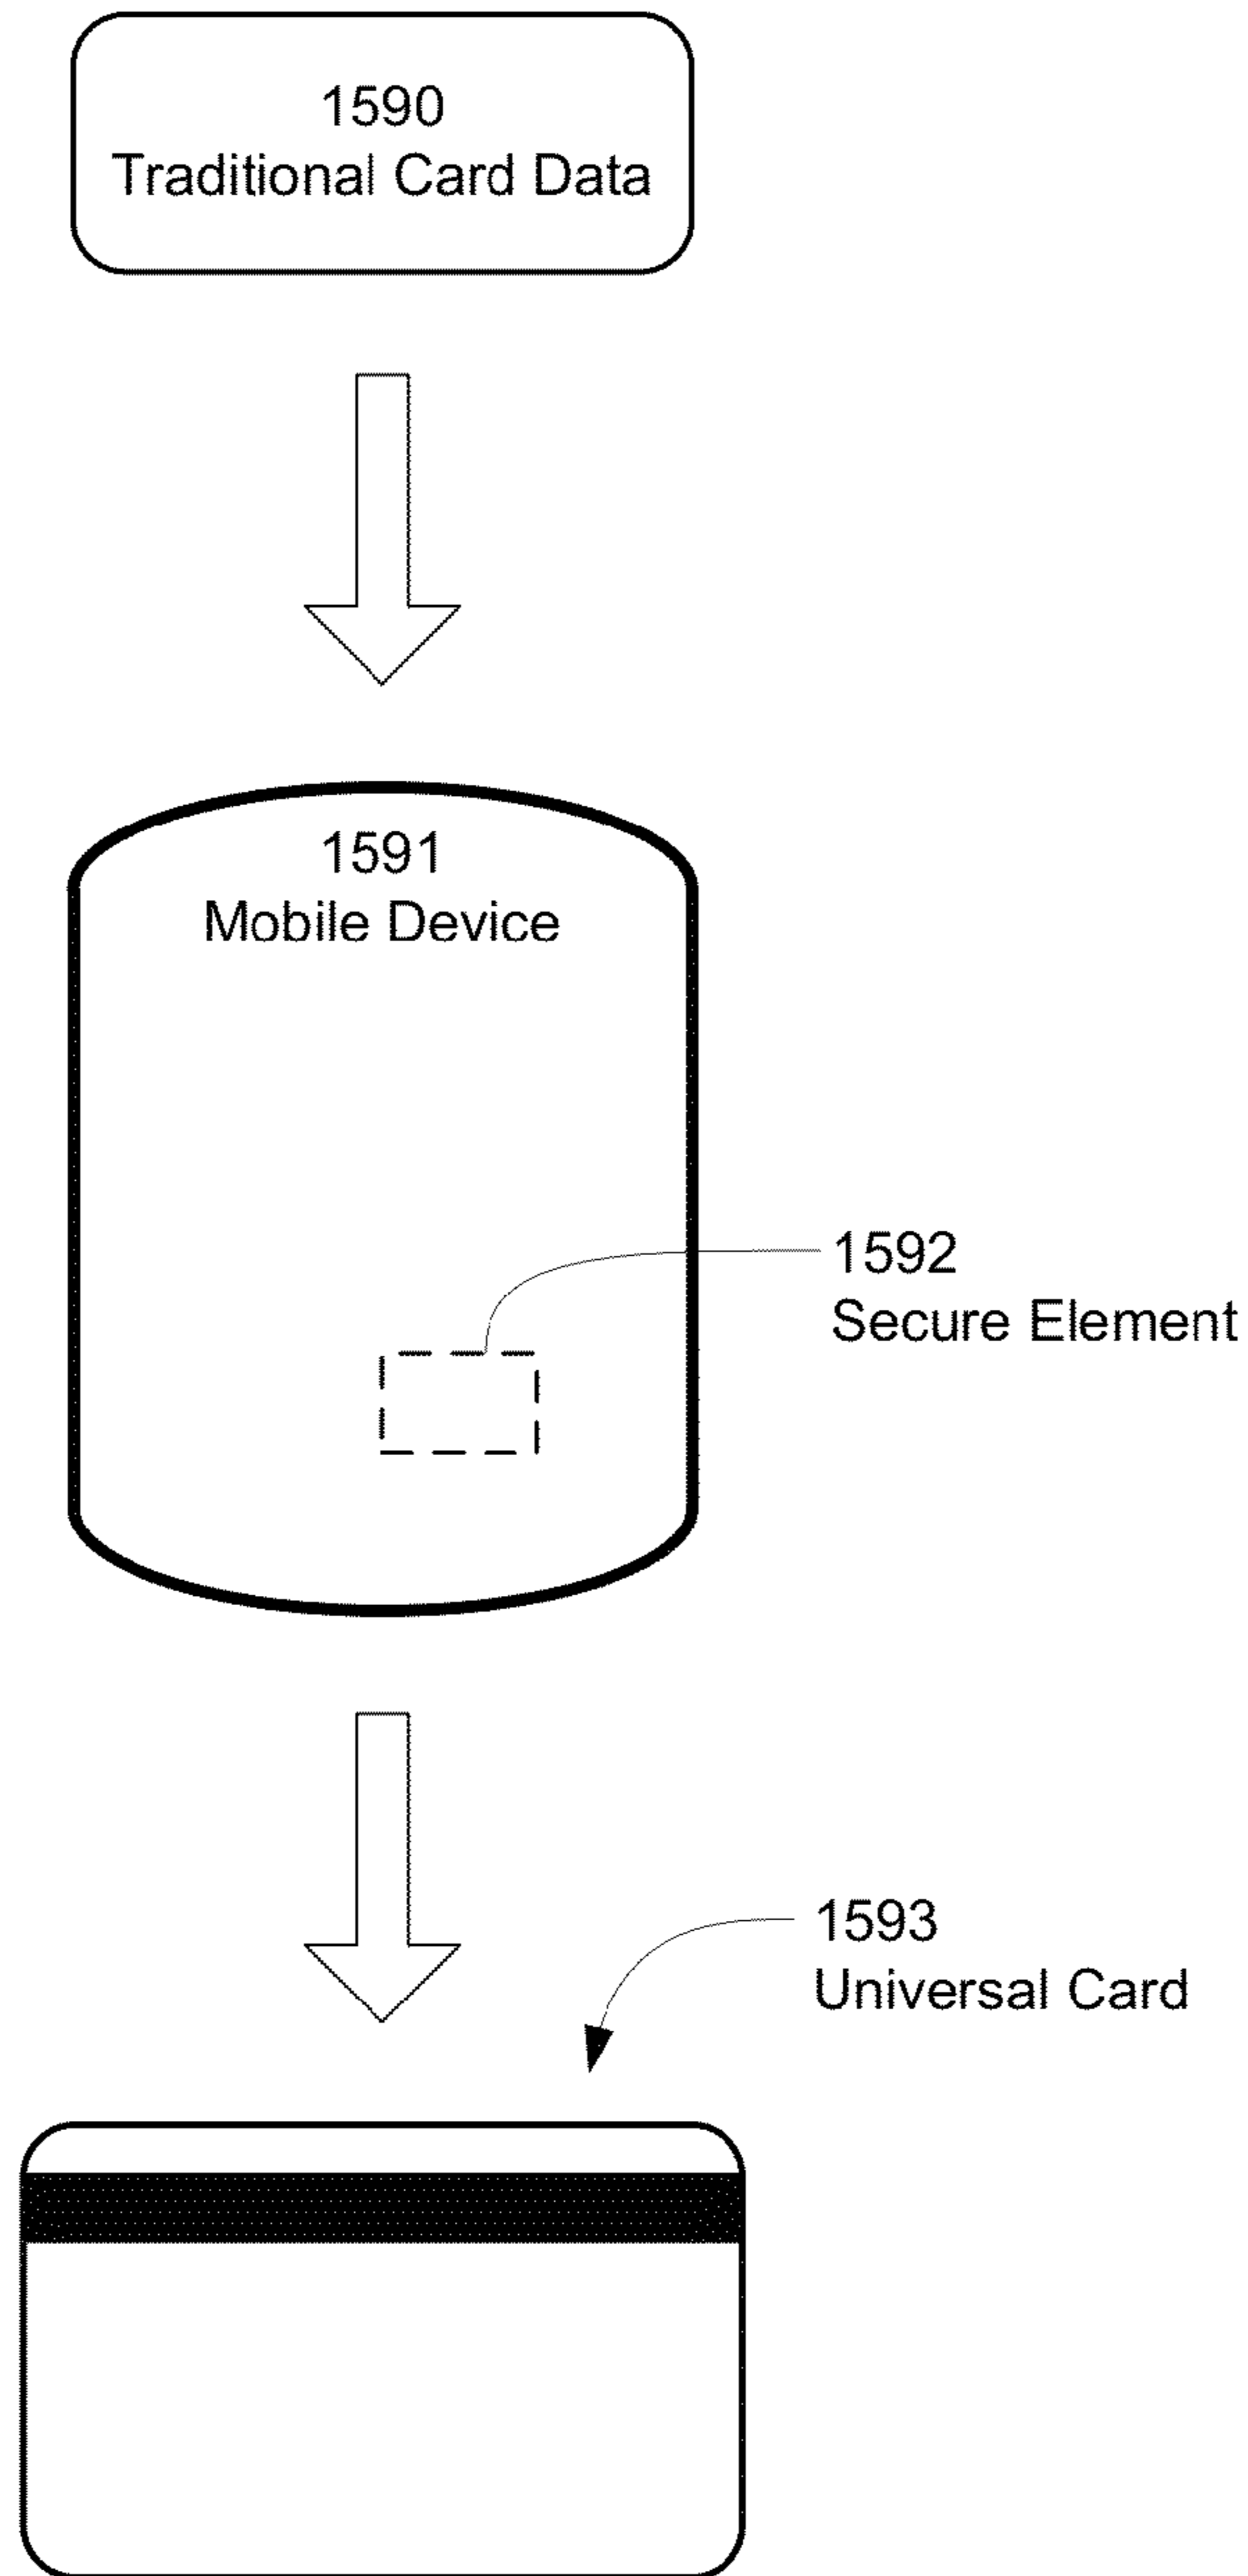 1590
Traditional Card Data
1591
Mobile Device
1592
Secure Element
1593
Universal Card